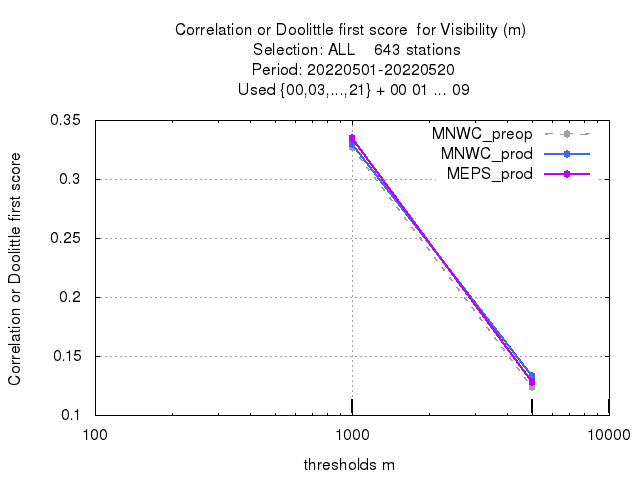 Correlation or Doolittle first score  for Visibility (m)
Selection: ALL    643 stations
Period: 20220501-20220520
Used {00,03,...,21} + 00 01 ... 09
MNWC_preop
MNWC_prod
MEPS_prod
Correlation or Doolittle first score
0.35
0.3
0.25
0.2
0.15
0.1
100
1000
10000
thresholds m